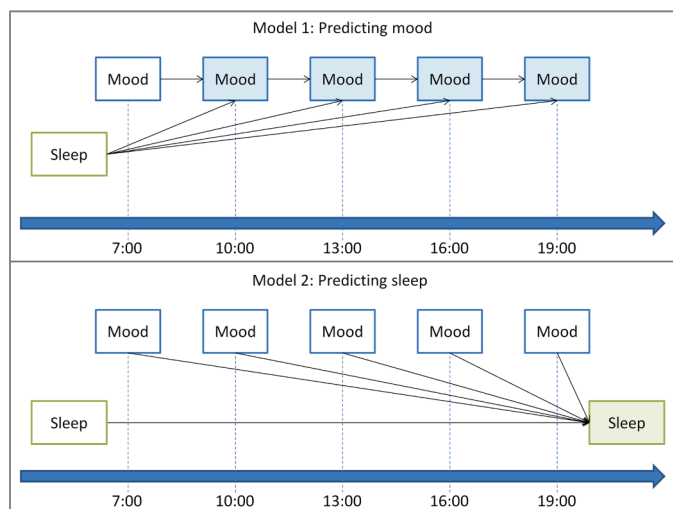 Model 1: Predicting mood
Mood Mood Mood Mood Mood
Sleep
7:00 10:00 13:00 16:00 19:00
Model 2: Predicting sleep
Mood Mood Mood Mood Mood
Sleep Sleep
7:00 10:00 13:00 16:00 19:00